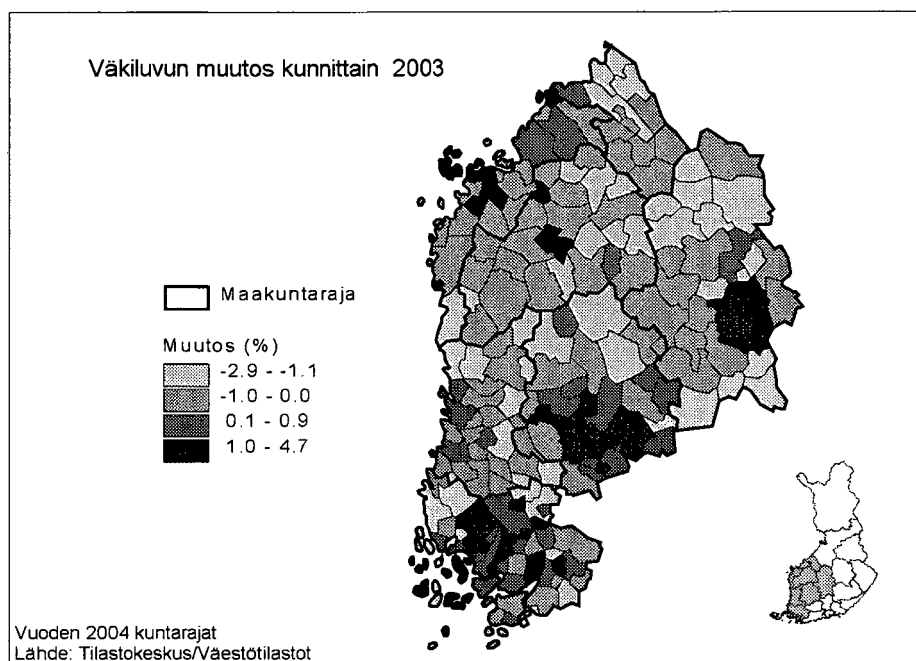 Väkiluvun muutos kunnittain 2003
Maakuntaraja
Muutos (%)
-2.9 - -1.1
-1.0 - 0.0
0.1 - 0.9
1.0 - 4.7
Vuoden 2004 kuntarajat
Lähde: Tilastokeskus/Väestötilastot